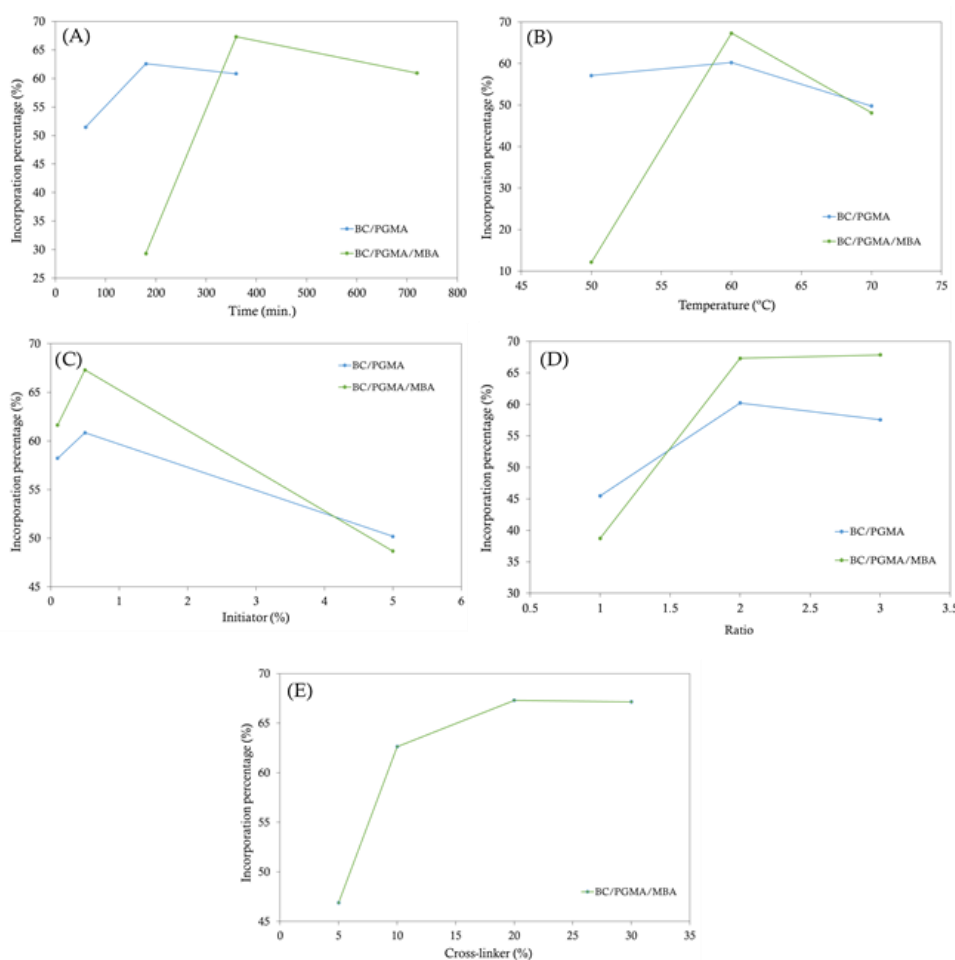 (A)
Incorporation percentage (%)
70
65
60
55
50
45
40
35
30
25
0 100 200 300 400 500 600 700 800
Time (min.)
BC/PGMA
BC/PGMA/MBA
(B)
Incorporation percentage (%)
70
60
50
40
30
20
10
45 50 55 60 65 70 75
Temperature (°C)
BC/PGMA
BC/PGMA/MBA
(C)
Incorporation percentage (%)
70
65
60
55
50
45
0 1 2 3 4 5 6
Initiator (%)
BC/PGMA
BC/PGMA/MBA
(D)
Incorporation percentage (%)
70
65
60
55
50
45
40
35
30
0.5 1 1.5 2 2.5 3 3.5
Ratio
BC/PGMA
BC/PGMA/MBA
(E)
Incorporation percentage (%)
70
65
60
55
50
45
0 5 10 15 20 25 30 35
Cross-linker (%)
BC/PGMA/MBA